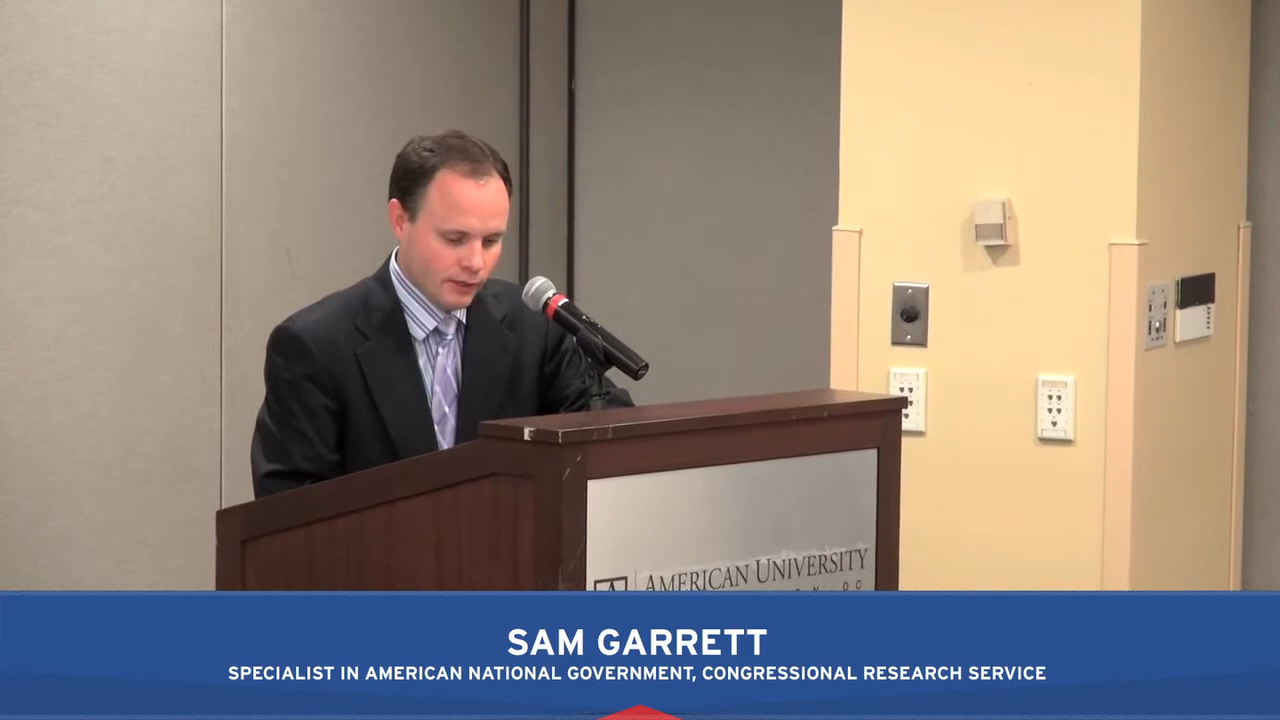 AMERICAN UNIVERSITY
SAM GARRETT
SPECIALIST IN AMERICAN NATIONAL GOVERNMENT, CONGRESSIONAL RESEARCH SERVICE